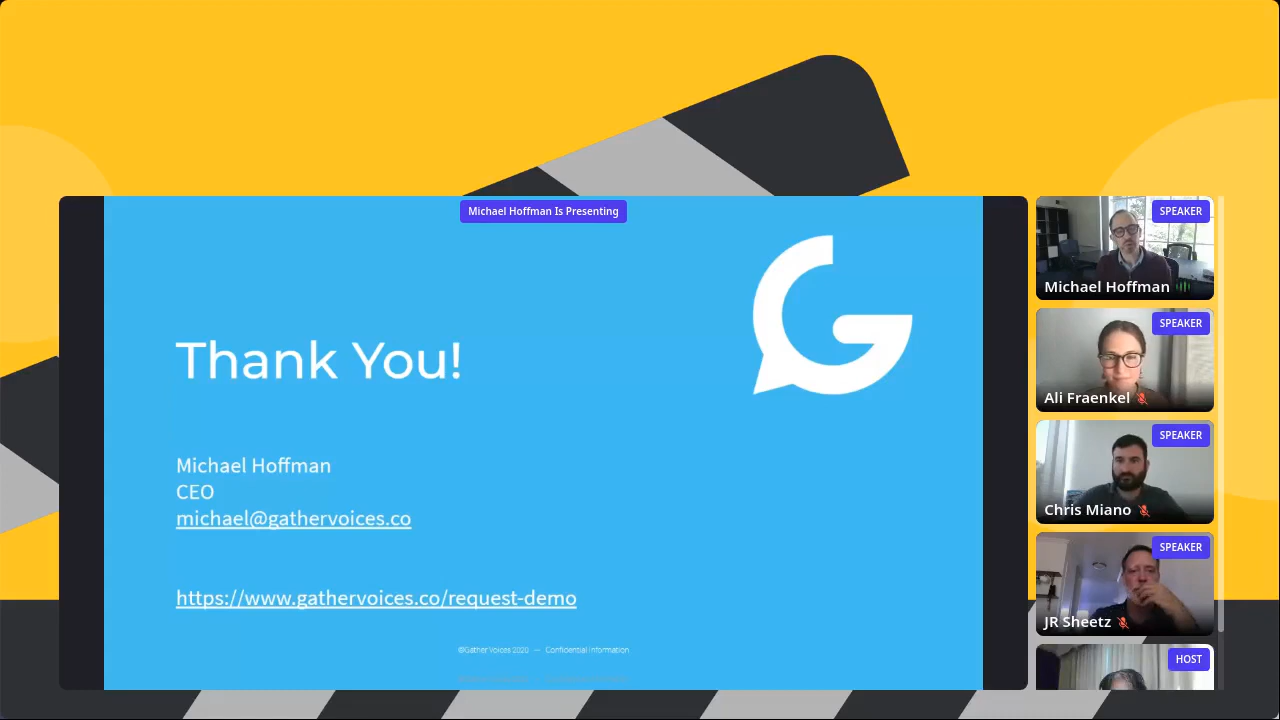 Michael Hoffman Is Presenting
Thank You!
Michael Hoffman
CEO
michael@gathervoices.co
https://www.gathervoices.co/request-demo
©Gather Voices 2020 — Confidential Information
SPEAKER
Michael Hoffman
SPEAKER
Ali Fraenkel
SPEAKER
Chris Miano
SPEAKER
JR Sheetz
HOST